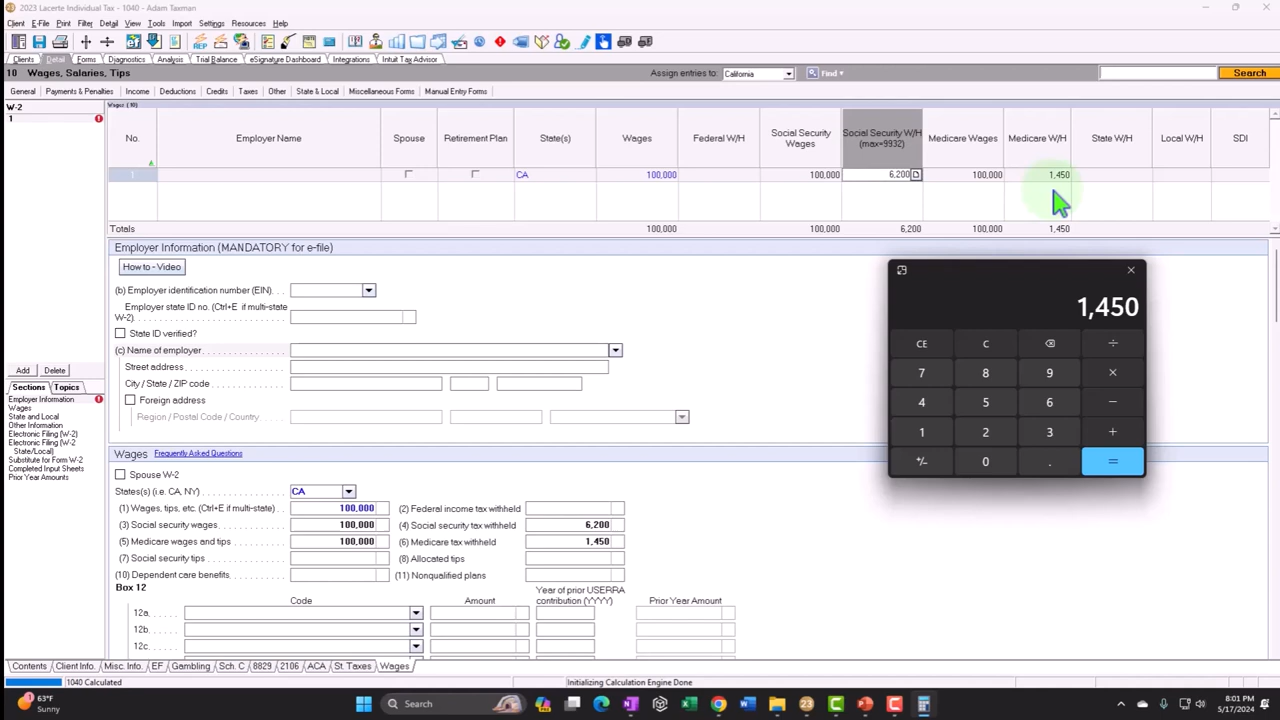 2023 Lacerte Individual Tax - 1040 - Adam Taxman
Client E-File Print Filter Detail View Tools Import Settings Resources Help
Clients Detail Forms Diagnostics Analysis Trial Balance eSignature Dashboard Integrations Intuit Tax Advisor
10 Wages, Salaries, Tips Assign entries to: California Find Search
General Payments & Penalties Income Deductions Credits Taxes Other State & Local Miscellaneous Forms Manual Entry Forms
W-2
1
Wages (10)
No. Employer Name Spouse Retirement Plan State(s) Wages Federal W/H Social Security Wages Social Security W/H (max=9932) Medicare Wages Medicare W/H State W/H Local W/H SDI
1 CA 100,000 100,000 6,200 100,000 1,450
Totals 100,000 100,000 6,200 100,000 1,450
Employer Information (MANDATORY for e-file)
How to - Video
(b) Employer identification number (EIN)
Employer state ID no. (Ctrl+E if multi-state
W-2)
State ID verified?
(c) Name of employer
Street address
City / State / ZIP code
Foreign address
Region / Postal Code / Country
Add Delete
Sections Topics
Employer Information
Wages
State and Local
Other Information
Electronic Filing (W-2)
Electronic Filing (W-2
State/Local)
Substitute for Form W-2
Completed Input Sheets
Prior Year Amounts
Wages Frequently Asked Questions
Spouse W-2
States(s) (i.e. CA, NY) CA
(1) Wages, tips, etc. (Ctrl+E if multi-state) 100,000 (2) Federal income tax withheld
(3) Social security wages 100,000 (4) Social security tax withheld 6,200
(5) Medicare wages and tips 100,000 (6) Medicare tax withheld 1,450
(7) Social security tips (8) Allocated tips
(10) Dependent care benefits (11) Nonqualified plans
Box 12
Code Amount Year of prior USERRA contribution (YYYY) Prior Year Amount
12a
12b
12c
1,450
CE C ⌫ ÷
7 8 9 ×
4 5 6 −
1 2 3 +
+/- 0 . =
Contents Client Info. Misc. Info. EF Gambling Sch. C 8829 2106 ACA St. Taxes Wages
1040 Calculated Initializing Calculation Engine Done
63°F
Sunny
Search
8:01 PM
5/17/2024